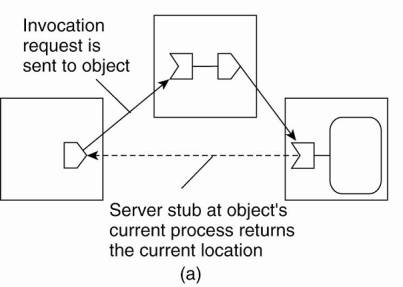 Invocation
request is
sent to object
Server stub at object's
current process returns
the current location
(a)